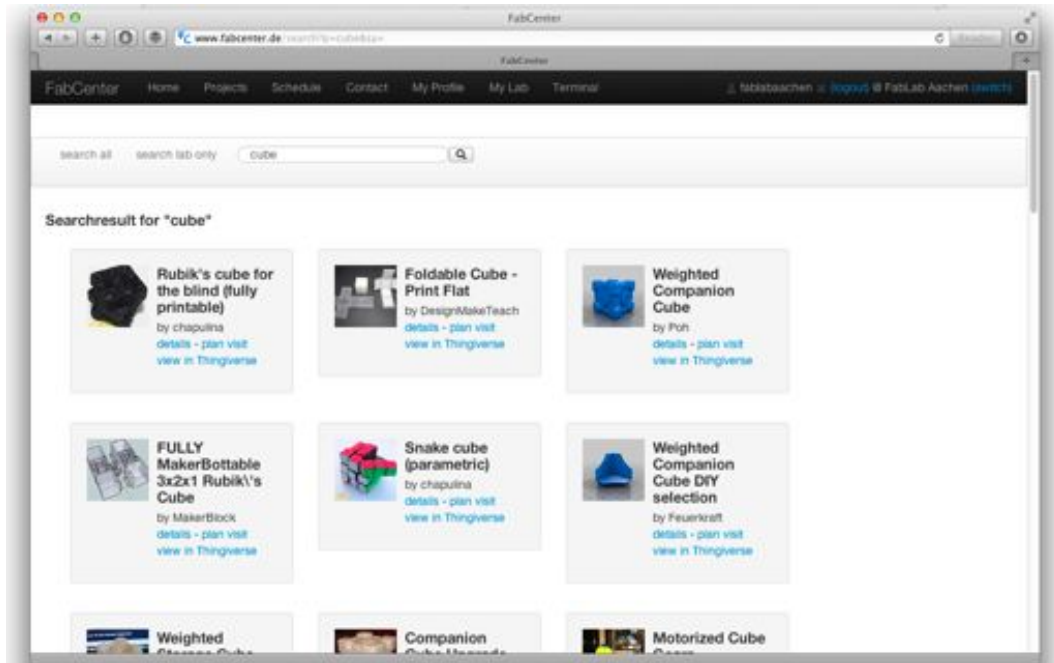 FabCenter
www.fabcenter.de
FabCenter
FabCenter Home Projects Schedule Contact My Profile My Lab Terminal fablabaachen (logout) @ FabLab Aachen (switch)
search all search lab only cube
Searchresult for "cube"
Rubik's cube for
the blind (fully
printable)
by chapulina
details - plan visit
view in Thingiverse
Foldable Cube -
Print Flat
by DesignMakeTeach
details - plan visit
view in Thingiverse
Weighted
Companion
Cube
by Poh
details - plan visit
view in Thingiverse
FULLY
MakerBottable
3x2x1 Rubik\'s
Cube
by MakerBlock
details - plan visit
view in Thingiverse
Snake cube
(parametric)
by chapulina
details - plan visit
view in Thingiverse
Weighted
Companion
Cube DIY
selection
by Feuerkraft
details - plan visit
view in Thingiverse
Weighted
Storage Cube
Companion
Cube Upgrade
Motorized Cube
Gears